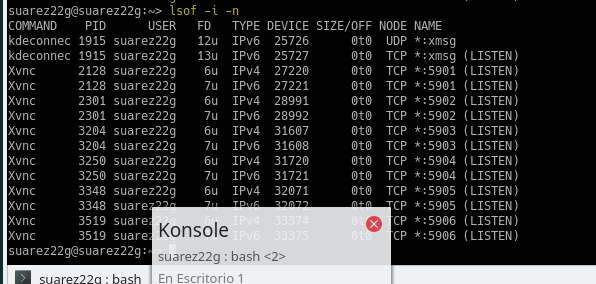 suarez22g@suarez22g:~> lsof -i -n
COMMAND    PID      USER   FD   TYPE DEVICE SIZE/OFF NODE NAME
kdeconnec 1915 suarez22g   12u  IPv6  25726      0t0  UDP *:xmsg
kdeconnec 1915 suarez22g   13u  IPv6  25727      0t0  TCP *:xmsg (LISTEN)
Xvnc      2128 suarez22g    6u  IPv4  27220      0t0  TCP *:5901 (LISTEN)
Xvnc      2128 suarez22g    7u  IPv6  27221      0t0  TCP *:5901 (LISTEN)
Xvnc      2301 suarez22g    6u  IPv4  28991      0t0  TCP *:5902 (LISTEN)
Xvnc      2301 suarez22g    7u  IPv6  28992      0t0  TCP *:5902 (LISTEN)
Xvnc      3204 suarez22g    6u  IPv4  31607      0t0  TCP *:5903 (LISTEN)
Xvnc      3204 suarez22g    7u  IPv6  31608      0t0  TCP *:5903 (LISTEN)
Xvnc      3250 suarez22g    6u  IPv4  31720      0t0  TCP *:5904 (LISTEN)
Xvnc      3250 suarez22g    7u  IPv6  31721      0t0  TCP *:5904 (LISTEN)
Xvnc      3348 suarez22g    6u  IPv4  32071      0t0  TCP *:5905 (LISTEN)
Xvnc      3348 suarez22g    7u  IPv6  32072      0t0  TCP *:5905 (LISTEN)
Xvnc      3519 suarez22g    6u  IPv4  33374      0t0  TCP *:5906 (LISTEN)
Xvnc      3519 suarez22g    7u  IPv6  33375      0t0  TCP *:5906 (LISTEN)
suarez22g@suarez22g:~>
Konsole
suarez22g : bash <2>
En Escritorio 1
suarez22g : bash